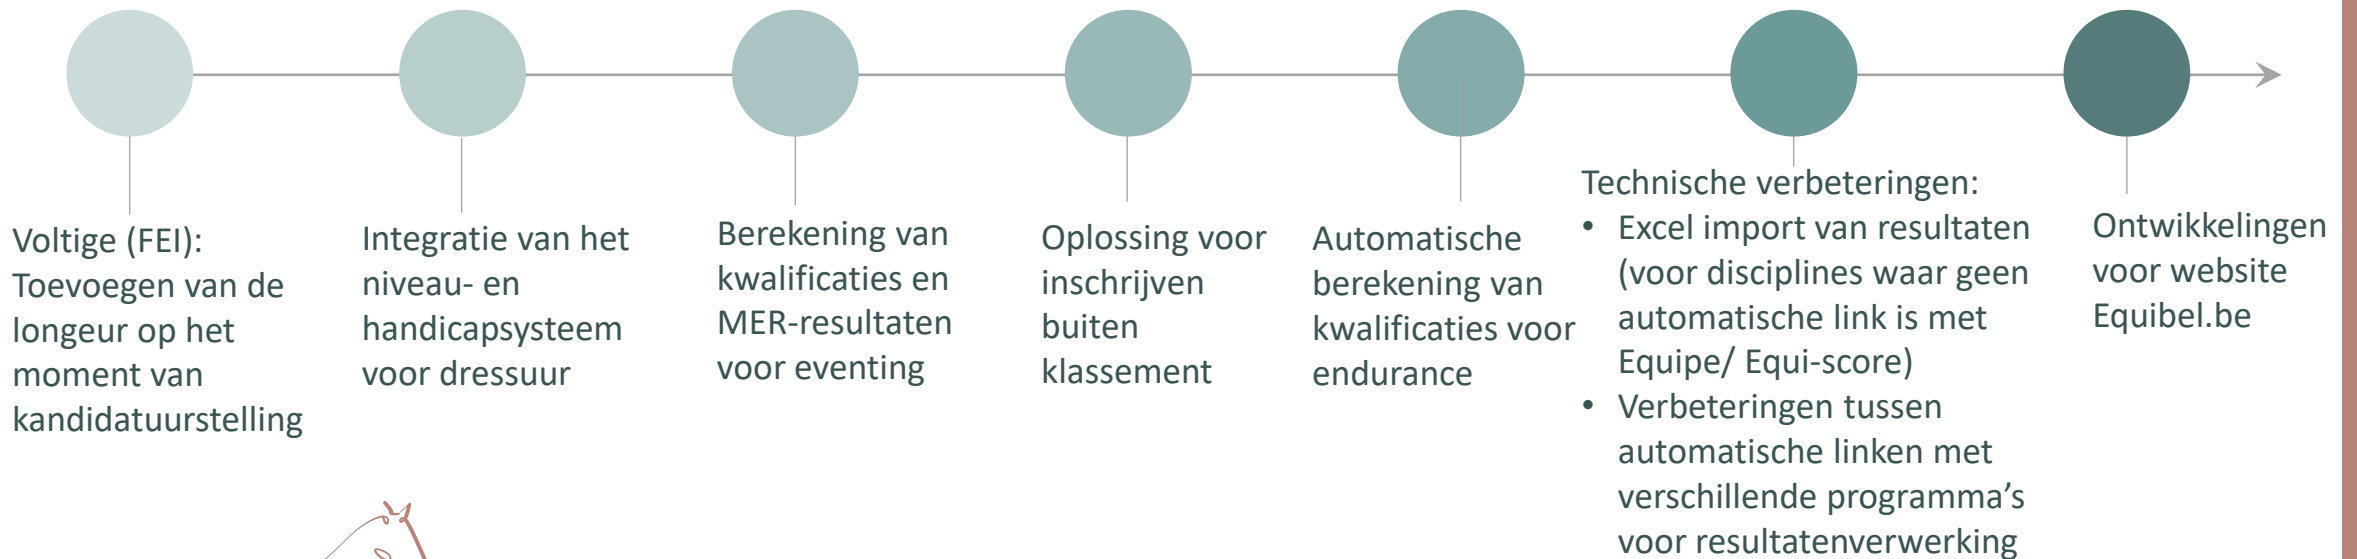 Voltige (FEI):
Toevoegen van de
longeur op het
moment van
kandidatuurstelling
Integratie van het
niveau- en
handicapsysteem
voor dressuur
Berekening van
kwalificaties en
MER-resultaten
voor eventing
Oplossing voor
inschrijven
buiten
klassement
Automatische
berekening van
kwalificaties voor
endurance
Technische verbeteringen:
• Excel import van resultaten
(voor disciplines waar geen
automatische link is met
Equipe/ Equi-score)
• Verbeteringen tussen
automatische linken met
verschillende programma's
voor resultatenverwerking
Ontwikkelingen
voor website
Equibel.be